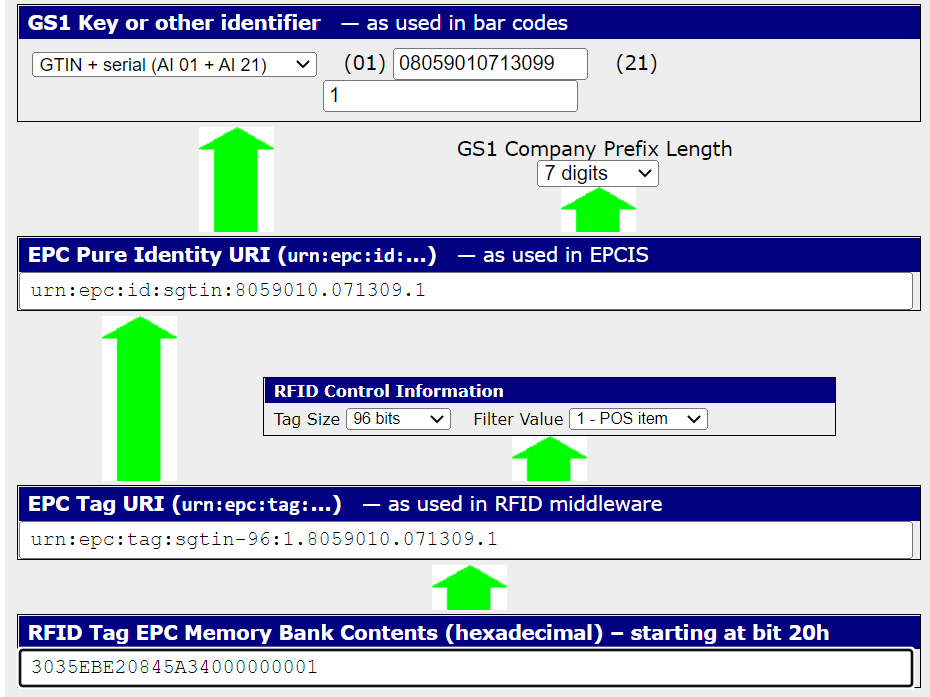 GS1 Key or other identifier — as used in bar codes
GTIN + serial (AI 01 + AI 21) (01) 08059010713099 (21)
1
GS1 Company Prefix Length
7 digits
EPC Pure Identity URI (urn:epc:id:...) — as used in EPCIS
urn:epc:id:sgtin:8059010.071309.1
RFID Control Information
Tag Size 96 bits Filter Value 1 - POS item
EPC Tag URI (urn:epc:tag:...) — as used in RFID middleware
urn:epc:tag:sgtin-96:1.8059010.071309.1
RFID Tag EPC Memory Bank Contents (hexadecimal) – starting at bit 20h
3035EBE20845A34000000001